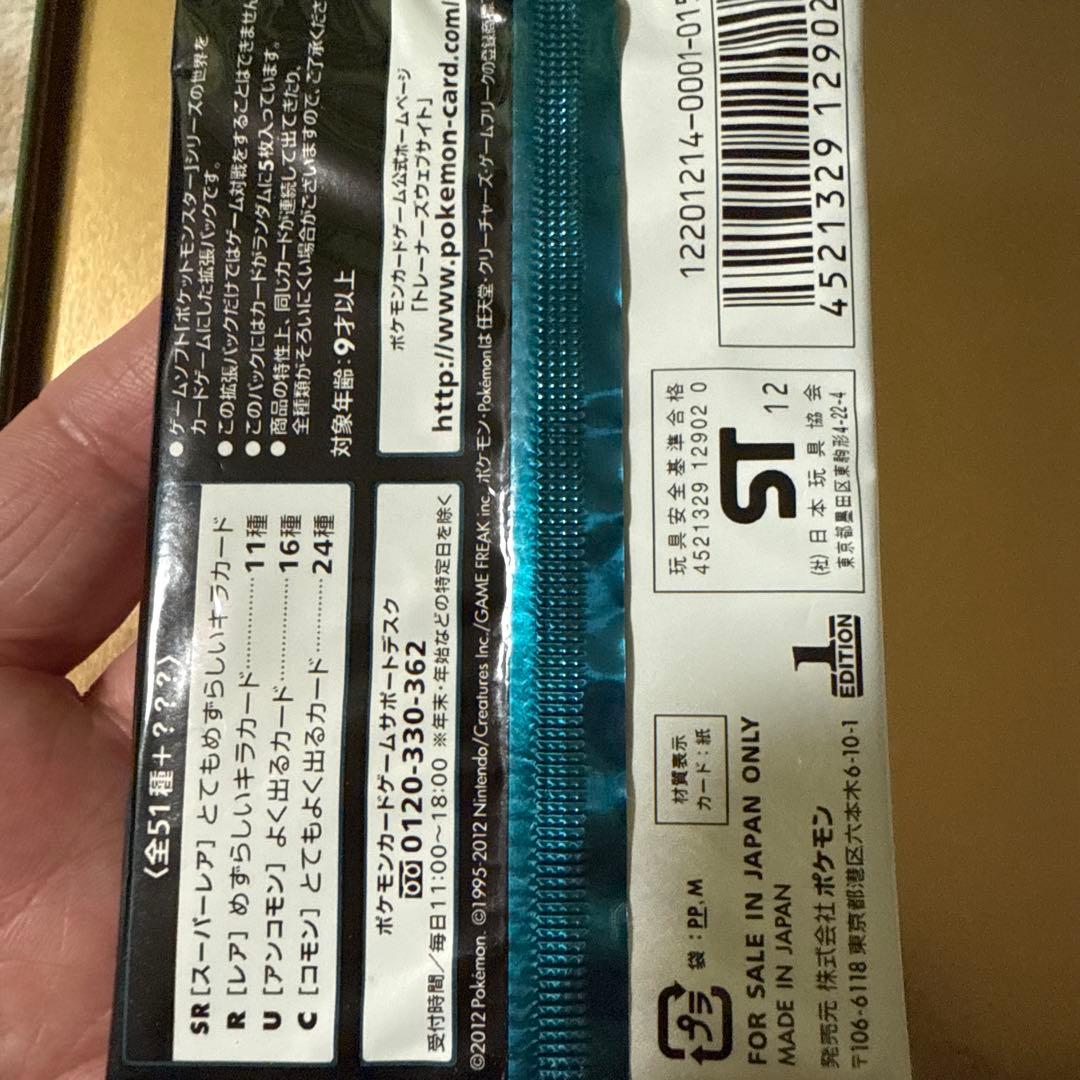 ●ゲームソフト「ポケットモンスター」シリーズの世界を
カードゲームにした拡張パックです。
●この拡張パックだけではゲーム対戦をすることはできません
●このパックにはカードがランダムに5枚入っています。
●商品の特性上、同じカードが連続して出てきたり、
全種類がそろいにくい場合がございますので、ご了承くださ
対象年齢:9才以上
〈全51種+???〉
SR[スーパーレア]とてもめずらしいキラカード
R[レア]めずらしいキラカード…………11種
U[アンコモン]よく出るカード…………16種
C[コモン]とてもよく出るカード…………24種
ポケモンカードゲーム公式ホームページ
「トレーナーズウェブサイト」
http://www.pokemon-card.com/
ポケモンカードゲームサポートデスク
0120-330-362
受付時間/毎日11:00〜18:00 ※年末・年始などの特定日を除く
©2012 Pokémon. ©1995-2012 Nintendo/Creatures Inc./GAME FREAK inc. ポケモン・Pokémonは任天堂・クリーチャーズ・ゲームフリークの登録商標
12201214-0001-015
4521329 12902
玩具安全基準合格
4521329 12902 0
ST 12
(社)日本玩具協会
東京都墨田区東駒形4-22-4
1
EDITION
材質表示
カード:紙
プラ
袋:PP,M
FOR SALE IN JAPAN ONLY
MADE IN JAPAN
発売元 株式会社ポケモン
〒106-6118 東京都港区六本木6-10-1